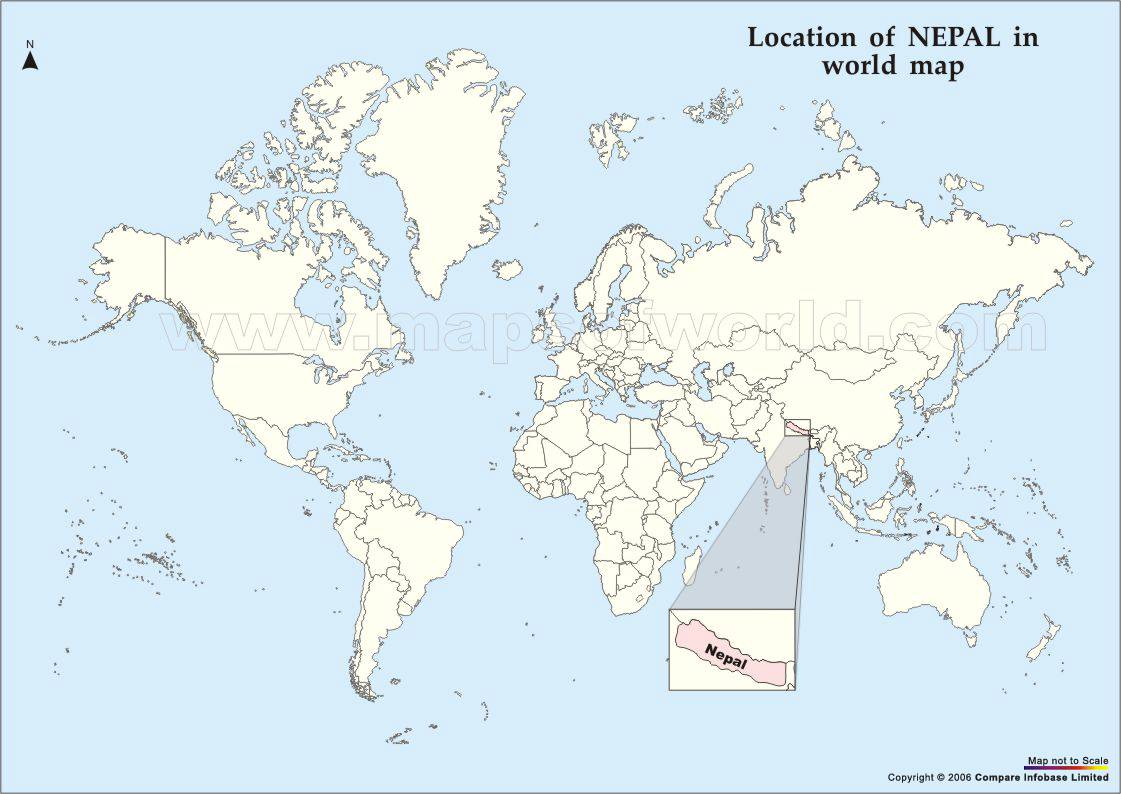 Location of NEPAL in
world map
N
www.mapsofworld.com
Nepal
Map not to Scale
Copyright © 2006 Compare Infobase Limited